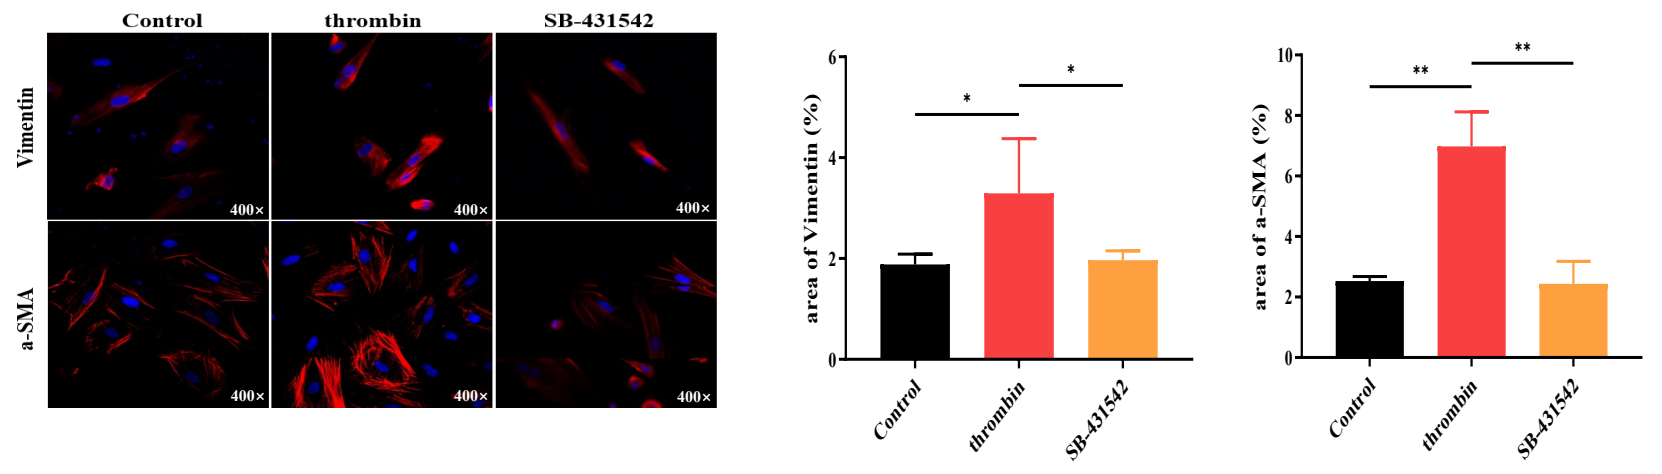 Control thrombin SB-431542
Vimentin
400× 400× 400×
a-SMA
400× 400× 400×
area of Vimentin (%)
6
4
2
0
*
*
Control
thrombin
SB-431542
area of a-SMA (%)
10
8
6
4
2
0
**
**
Control
thrombin
SB-431542